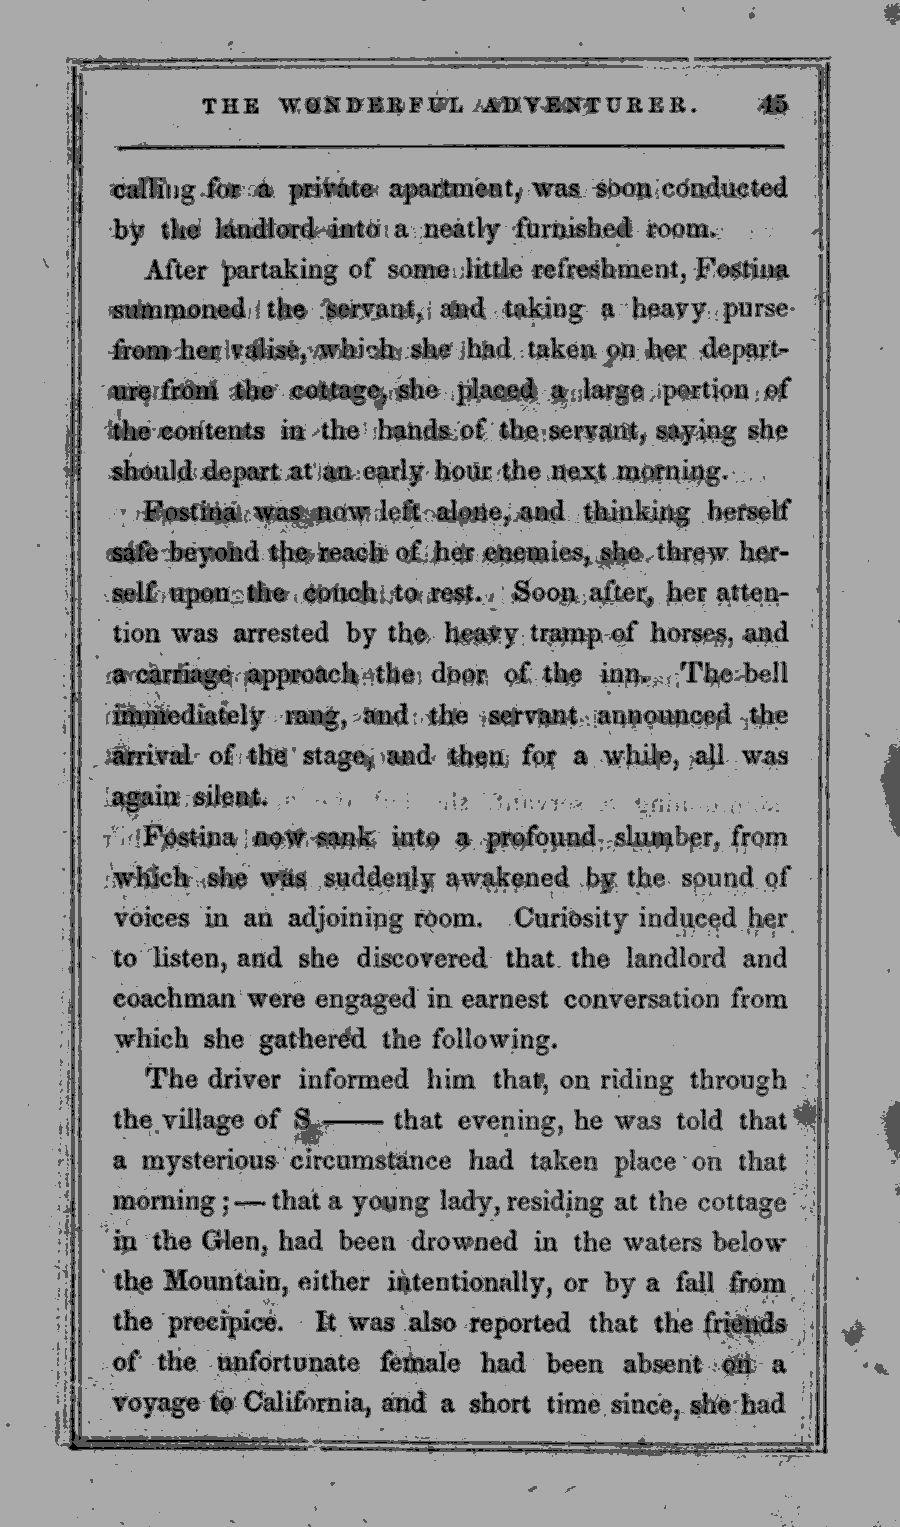 THE WONDERFUL ADVENTURER. 45
calling for a private apartment, was soon conducted
by the landlord into a neatly furnished room.
After partaking of some little refreshment, Fostina
summoned the servant, and taking a heavy purse
from her valise, which she had taken on her depart-
ure from the cottage, she placed a large portion of
the contents in the hands of the servant, saying she
should depart at an early hour the next morning.
Fostina was now left alone, and thinking herself
safe beyond the reach of her enemies, she threw her-
self upon the couch to rest. Soon after, her atten-
tion was arrested by the heavy tramp of horses, and
a carriage approach the door of the inn. The bell
immediately rang, and the servant announced the
arrival of the stage, and then for a while, all was
again silent.
Fostina now sank into a profound slumber, from
which she was suddenly awakened by the sound of
voices in an adjoining room. Curiosity induced her
to listen, and she discovered that the landlord and
coachman were engaged in earnest conversation from
which she gathered the following.
The driver informed him that, on riding through
the village of S —— that evening, he was told that
a mysterious circumstance had taken place on that
morning; — that a young lady, residing at the cottage
in the Glen, had been drowned in the waters below
the Mountain, either intentionally, or by a fall from
the precipice. It was also reported that the friends
of the unfortunate female had been absent on a
voyage to California, and a short time since, she had